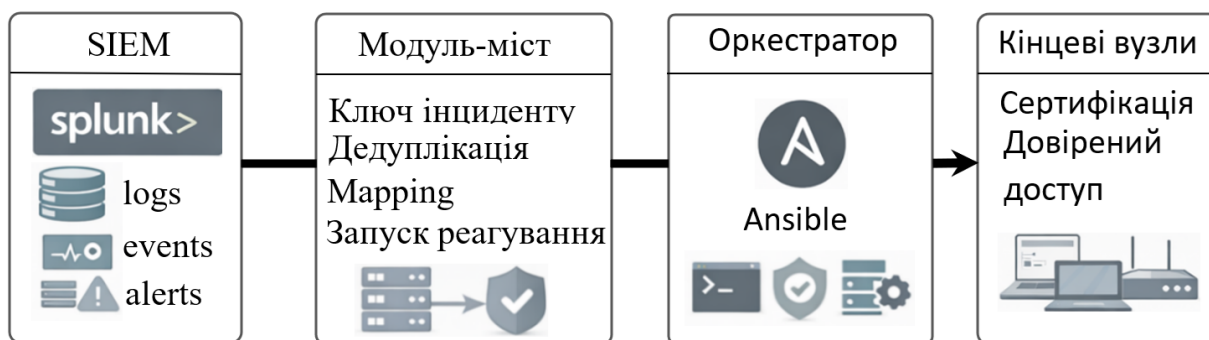 SIEM
splunk>
logs
events
alerts
Модуль-міст
Ключ інциденту
Дедуплікація
Mapping
Запуск реагування
Оркестратор
Ansible
Кінцеві вузли
Сертифікація
Довірений
доступ